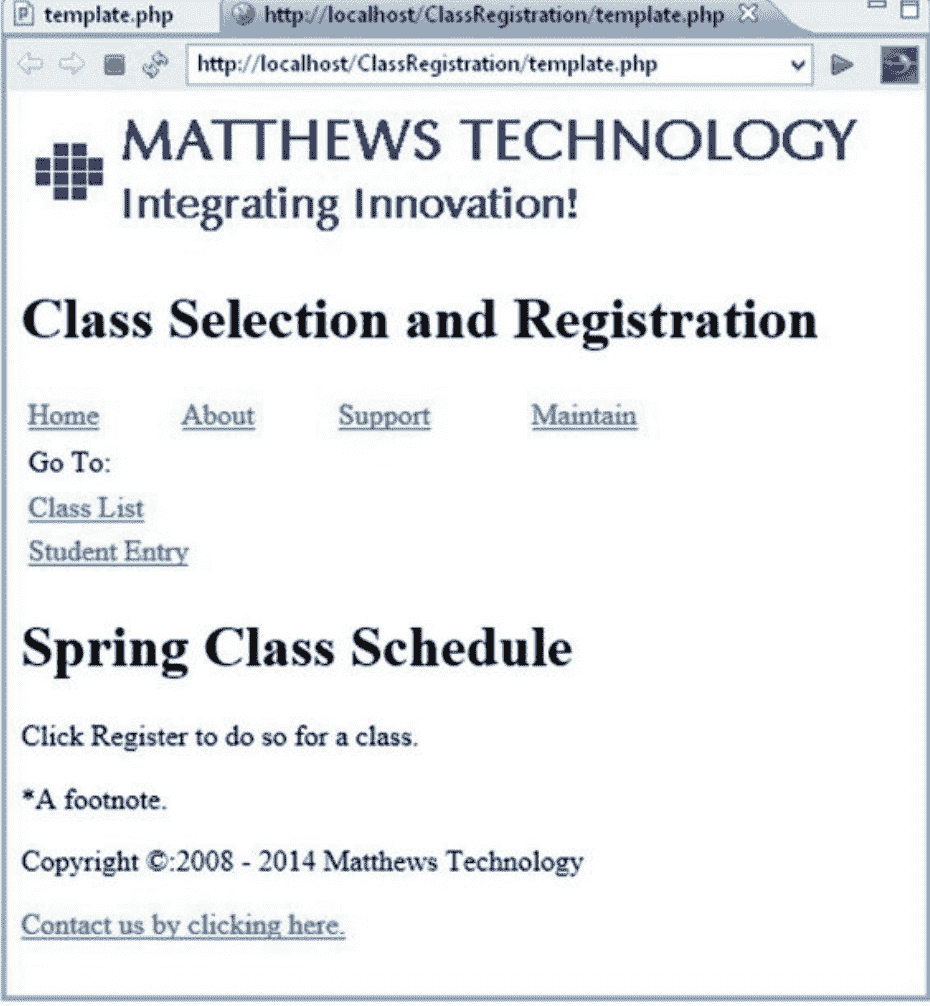 template.php http://localhost/ClassRegistration/template.php
http://localhost/ClassRegistration/template.php
MATTHEWS TECHNOLOGY
Integrating Innovation!
Class Selection and Registration
Home About Support Maintain
Go To:
Class List
Student Entry
Spring Class Schedule
Click Register to do so for a class.
*A footnote.
Copyright ©:2008 - 2014 Matthews Technology
Contact us by clicking here.